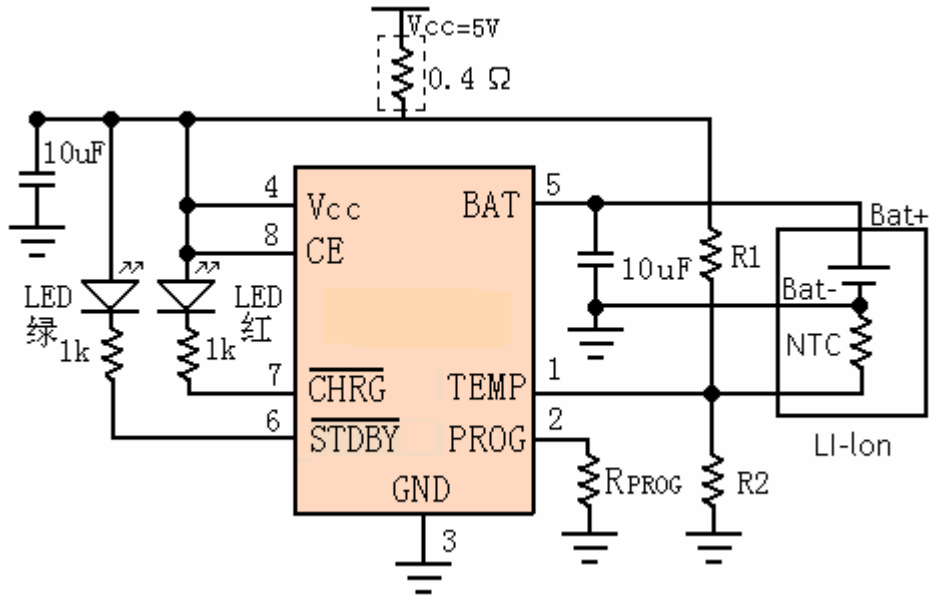 Vcc=5V
0.4 Ω
10uF
4
Vcc
BAT
5
8
CE
Bat+
10uF
R1
LED
绿
LED
红
Bat-
1k
1k
NTC
7
CHRG
TEMP
1
6
STDBY
PROG
2
LI-lon
GND
RPROG
R2
3